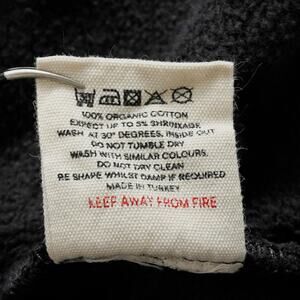 100% ORGANIC COTTON
EXPECT UP TO 5% SHRINKAGE
WASH AT 30° DEGREES, INSIDE OUT
DO NOT TUMBLE DRY
WASH WITH SIMILAR COLOURS.
DO NOT DRY CLEAN
RE SHAPE WHILST DAMP IF REQUIRED
MADE IN TURKEY
KEEP AWAY FROM FIRE